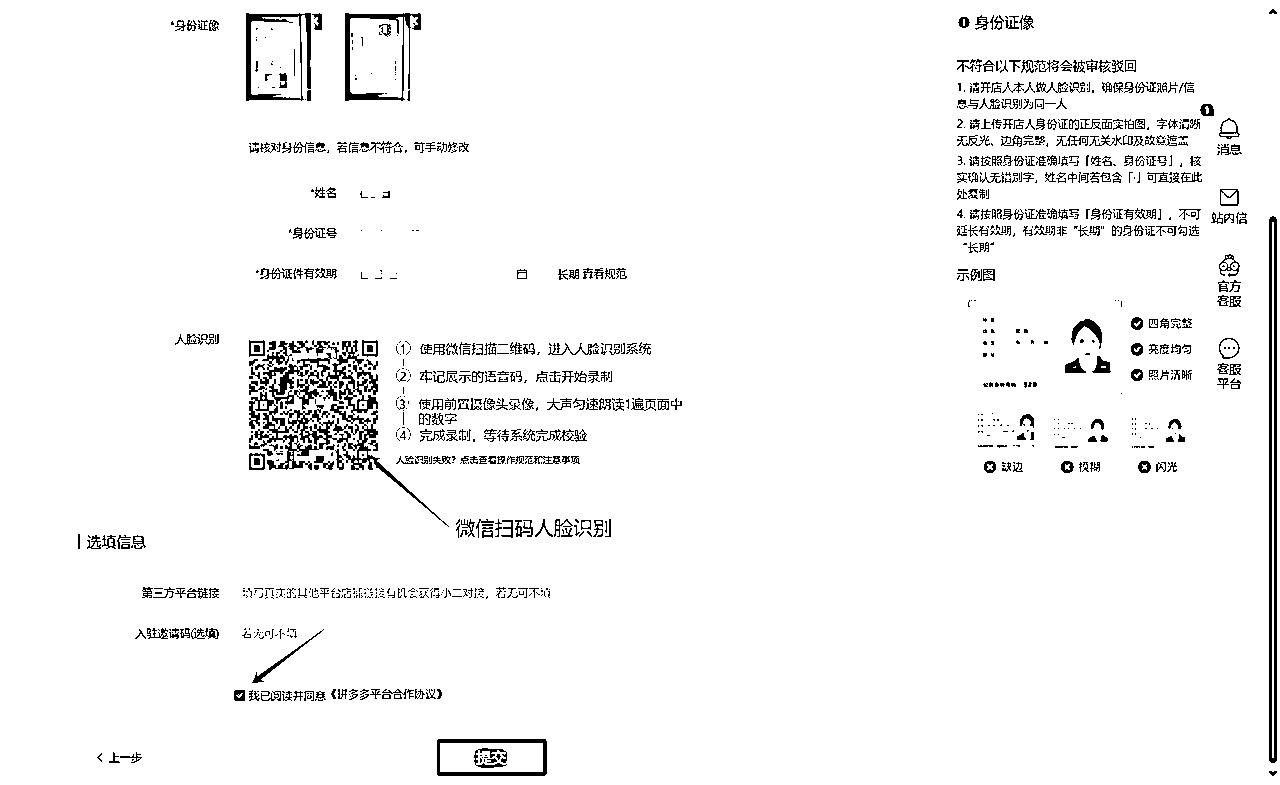 *身份证像
请核对身份信息，若信息不符合，可手动修改
*姓名
*身份证号
*身份证件有效期
长期 查看规范
人脸识别
① 使用微信扫描二维码，进入人脸识别系统
② 牢记展示的语音码，点击开始录制
③ 使用前置摄像头录像，大声匀速朗读1遍页面中
的数字
④ 完成录制，等待系统完成校验
人脸识别失败？点击查看操作规范和注意事项
微信扫码人脸识别
选填信息
第三方平台链接
填写真实的其他平台店铺链接有机会获得小二对接，若无可不填
入驻邀请码(选填)
若无可不填
我已阅读并同意《拼多多平台合作协议》
< 上一步
提交
身份证像
不符合以下规范将会被审核驳回
1. 请开店人本人做人脸识别，确保身份证照片/信
息与人脸识别为同一人
2. 请上传开店人身份证的正反面实拍图，字体清晰
无反光、边角完整，无任何无关水印及故意遮盖
3. 请按照身份证准确填写「姓名、身份证号」，核
实确认无错别字，姓名中间若包含「·」可直接在此
处复制
4. 请按照身份证准确填写「身份证有效期」，不可
延长有效期，有效期非“长期”的身份证不可勾选
“长期”
示例图
四角完整
亮度均匀
照片清晰
缺边
模糊
闪光
消息
站内信
官方
客服
客服
平台